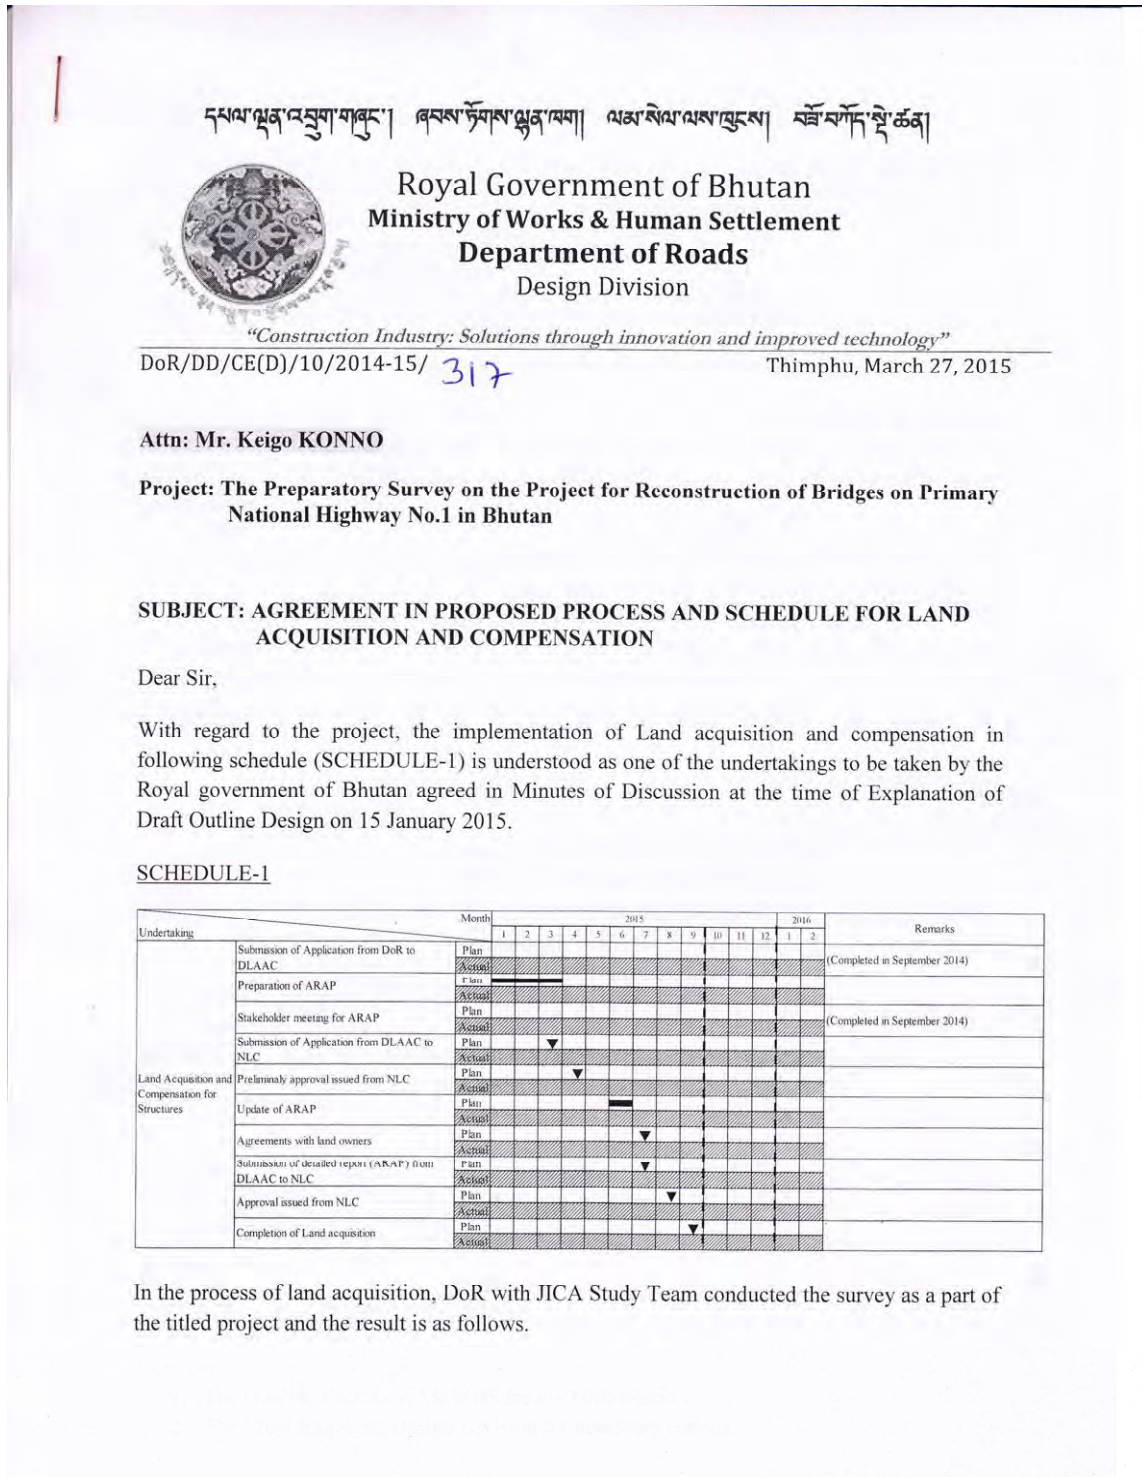 དཔལ་ལྡན་འབྲུག་གཞུང་། ཞབས་ཏོག་ལྷན་ཁག། ལམ་སེལ་ལས་ཁུངས། བཟོ་བཀོད་སྡེ་ཚན།
Royal Government of Bhutan
Ministry of Works & Human Settlement
Department of Roads
Design Division
“Construction Industry: Solutions through innovation and improved technology”
DoR/DD/CE(D)/10/2014-15/ 317 Thimphu, March 27, 2015
Attn: Mr. Keigo KONNO
Project: The Preparatory Survey on the Project for Reconstruction of Bridges on Primary
National Highway No.1 in Bhutan
SUBJECT: AGREEMENT IN PROPOSED PROCESS AND SCHEDULE FOR LAND
ACQUISITION AND COMPENSATION
Dear Sir,
With regard to the project, the implementation of Land acquisition and compensation in
following schedule (SCHEDULE-1) is understood as one of the undertakings to be taken by the
Royal government of Bhutan agreed in Minutes of Discussion at the time of Explanation of
Draft Outline Design on 15 January 2015.
SCHEDULE-1
Undertaking Month 2015 2016 Remarks
1 2 3 4 5 6 7 8 9 10 11 12 1 2
Land Acquisition and
Compensation for
Structures
Submission of Application from DoR to
DLAAC
Plan
Actual
(Completed in September 2014)
Preparation of ARAP
Plan
Actual
Stakeholder meeting for ARAP
Plan
Actual
(Completed in September 2014)
Submission of Application from DLAAC to
NLC
Plan
Actual
Preliminaly approval issued from NLC
Plan
Actual
Update of ARAP
Plan
Actual
Agreements with land owners
Plan
Actual
Submission of detailed report (ARAP) from
DLAAC to NLC
Plan
Actual
Approval issued from NLC
Plan
Actual
Completion of Land acquisition
Plan
Actual
In the process of land acquisition, DoR with JICA Study Team conducted the survey as a part of
the titled project and the result is as follows.